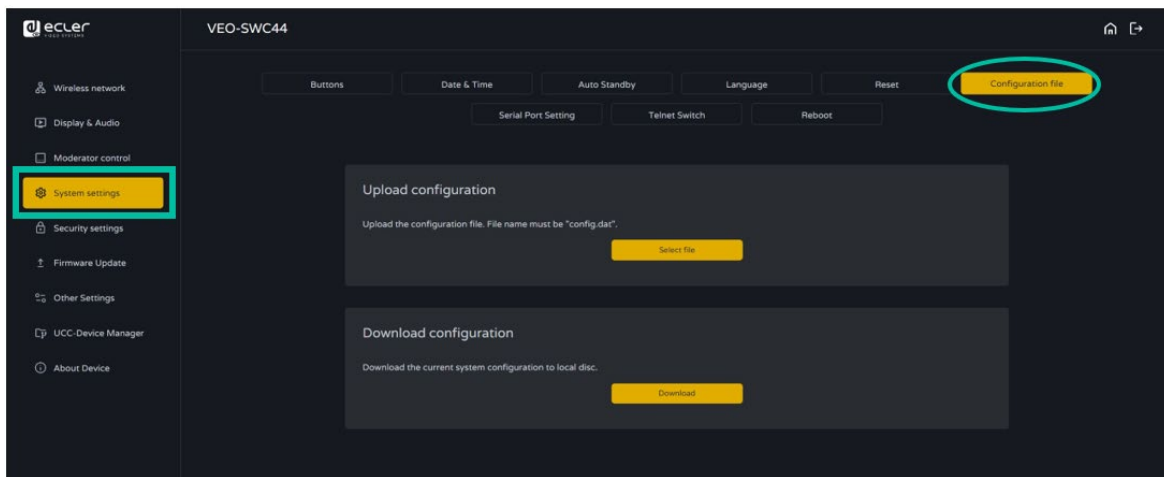 ecler
VIDEO SYSTEMS
VEO-SWC44
Wireless network
Display & Audio
Moderator control
System settings
Security settings
Firmware Update
Other Settings
UCC-Device Manager
About Device
Buttons
Date & Time
Auto Standby
Language
Reset
Configuration file
Serial Port Setting
Telnet Switch
Reboot
Upload configuration
Upload the configuration file. File name must be "config.dat".
Select file
Download configuration
Download the current system configuration to local disc.
Download